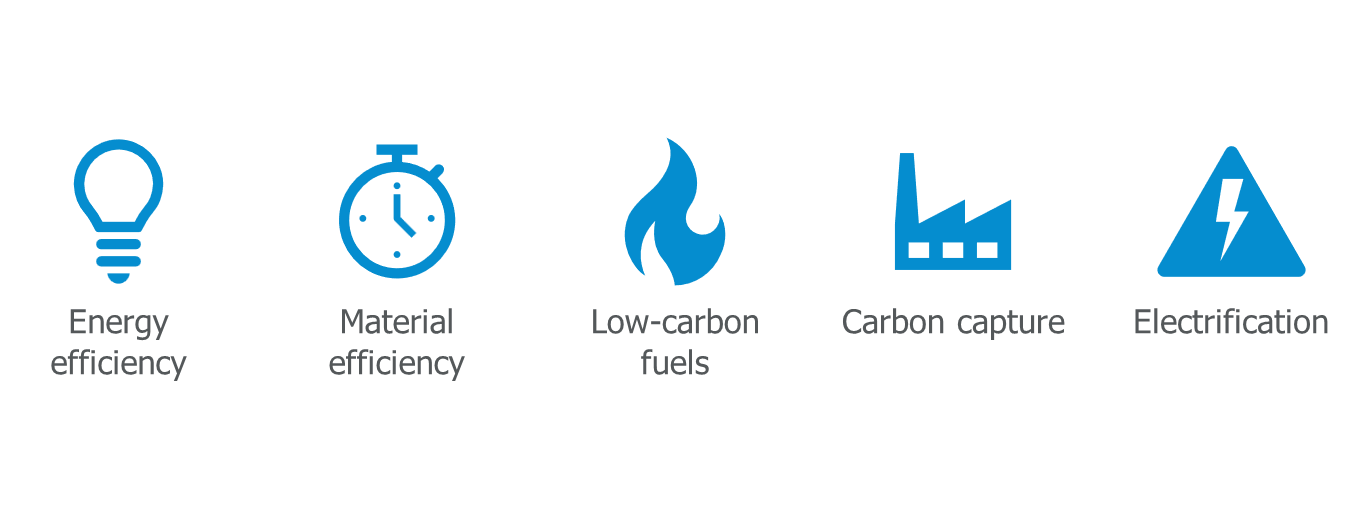 Energy
efficiency
Material
efficiency
Low-carbon
fuels
Carbon capture
Electrification